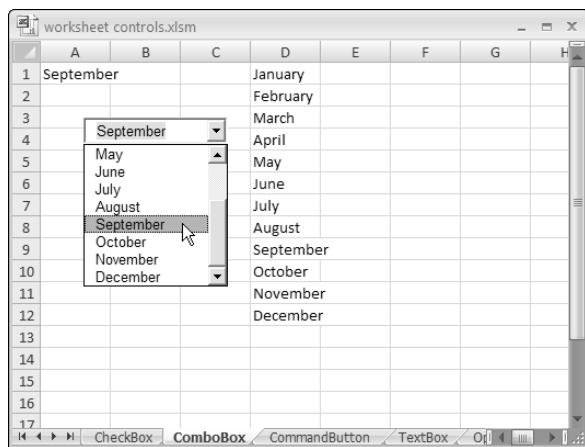 worksheet controls.xlsm
A B C D E F G H
1 September January
2 February
3 March
September
4 April
5 May
6 June
7 July
8 August
9 September
10 October
11 November
12 December
May
June
July
August
September
October
November
December
13
14
15
16
17
CheckBox ComboBox CommandButton TextBox Op